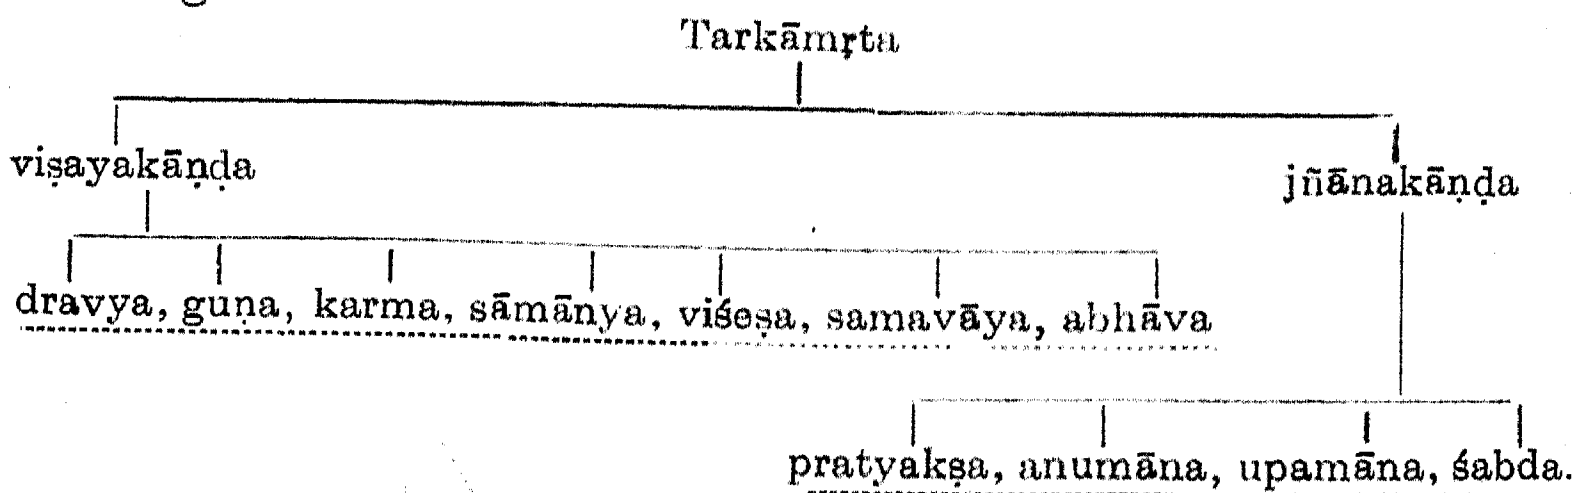 Tarkāmṛta
viṣayakāṇḍa
jñānakāṇḍa
dravya, guṇa, karma, sāmānya, viśeṣa, samavāya, abhāva
pratyakṣa, anumāna, upamāna, śabda.